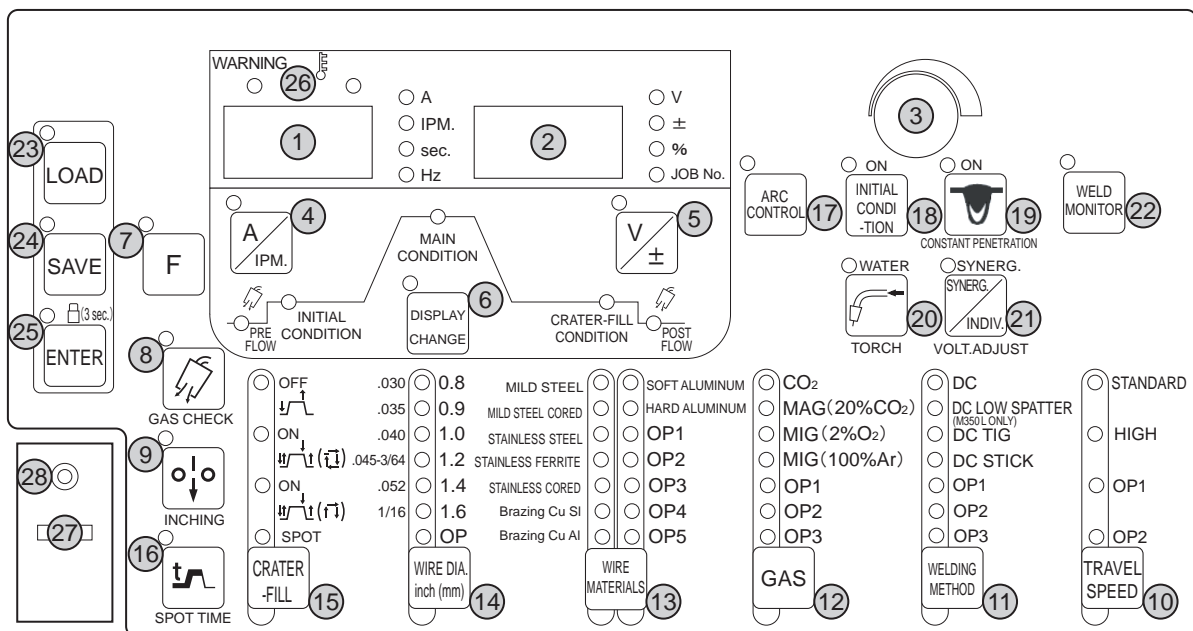 WARNING
26
A
IPM.
sec.
Hz
1
V
±
%
JOB No.
2
3
23
LOAD
24
SAVE
25
(3 sec.)
ENTER
7
F
4
A
IPM.
5
V
±
MAIN
CONDITION
6
DISPLAY
CHANGE
PRE
FLOW
INITIAL
CONDITION
CRATER-FILL
CONDITION
POST
FLOW
ARC
CONTROL
17
ON
INITIAL
CONDI
-TION
18
ON
19
CONSTANT PENETRATION
WELD
MONITOR
22
WATER
20
TORCH
SYNERG.
SYNERG.
INDIV.
21
VOLT.ADJUST
8
GAS CHECK
9
INCHING
16
t
SPOT TIME
28
27
OFF
ON
( )
ON
( )
SPOT
CRATER
-FILL
15
.030 0.8
.035 0.9
.040 1.0
.045-3/64 1.2
.052 1.4
1/16 1.6
OP
WIRE DIA.
inch (mm)
14
MILD STEEL
MILD STEEL CORED
STAINLESS STEEL
STAINLESS FERRITE
STAINLESS CORED
Brazing Cu SI
Brazing Cu Al
SOFT ALUMINUM
HARD ALUMINUM
OP1
OP2
OP3
OP4
OP5
WIRE
MATERIALS
13
CO2
MAG(20%CO2)
MIG(2%O2)
MIG(100%Ar)
OP1
OP2
OP3
GAS
12
DC
DC LOW SPATTER
(M350L ONLY)
DC TIG
DC STICK
OP1
OP2
OP3
WELDING
METHOD
11
STANDARD
HIGH
OP1
OP2
TRAVEL
SPEED
10